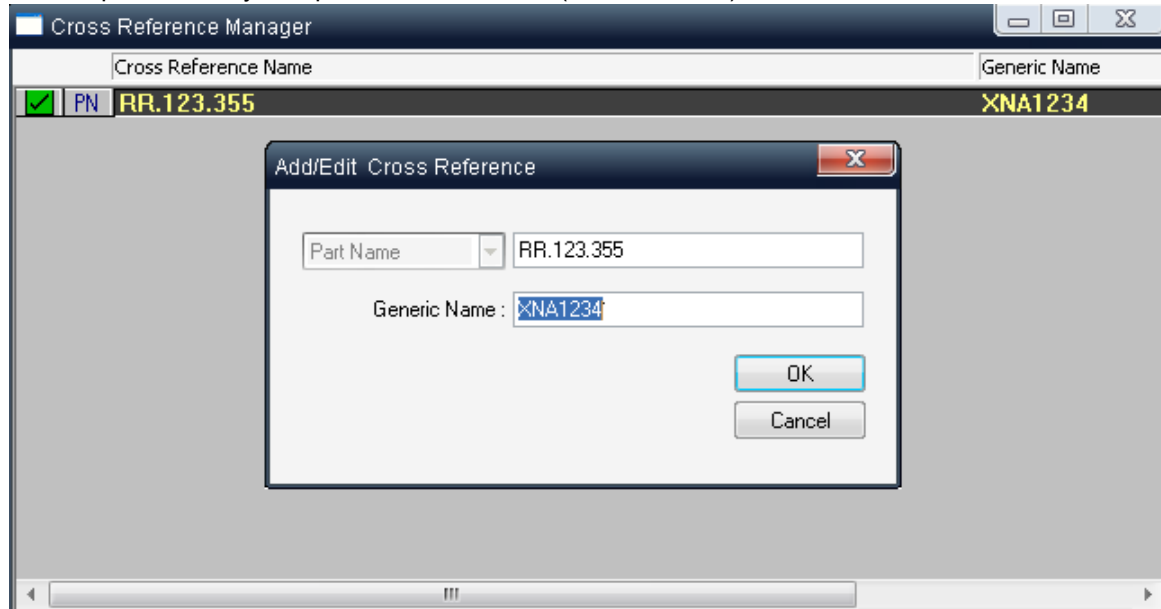 Cross Reference Manager
Cross Reference Name Generic Name
PN RR.123.355 XNA1234
Add/Edit Cross Reference
Part Name RR.123.355
Generic Name : XNA1234
OK
Cancel